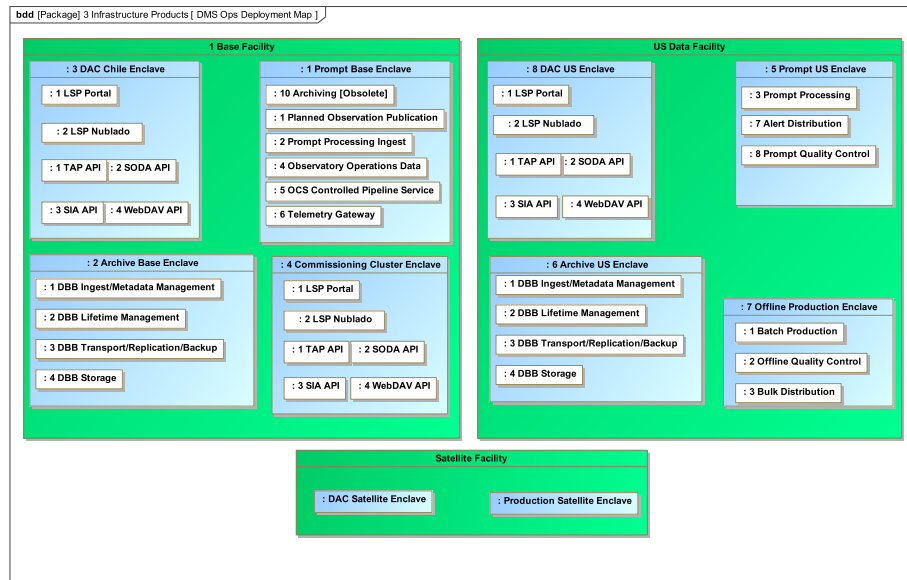 bdd [Package] 3 Infrastructure Products [ DMS Ops Deployment Map ]
1 Base Facility
: 3 DAC Chile Enclave
: 1 LSP Portal
: 2 LSP Nublado
: 1 TAP API : 2 SODA API
: 3 SIA API : 4 WebDAV API
: 1 Prompt Base Enclave
: 10 Archiving [Obsolete]
: 1 Planned Observation Publication
: 2 Prompt Processing Ingest
: 4 Observatory Operations Data
: 5 OCS Controlled Pipeline Service
: 6 Telemetry Gateway
: 2 Archive Base Enclave
: 1 DBB Ingest/Metadata Management
: 2 DBB Lifetime Management
: 3 DBB Transport/Replication/Backup
: 4 DBB Storage
: 4 Commissioning Cluster Enclave
: 1 LSP Portal
: 2 LSP Nublado
: 1 TAP API : 2 SODA API
: 3 SIA API : 4 WebDAV API
US Data Facility
: 8 DAC US Enclave
: 1 LSP Portal
: 2 LSP Nublado
: 1 TAP API : 2 SODA API
: 3 SIA API : 4 WebDAV API
: 5 Prompt US Enclave
: 3 Prompt Processing
: 7 Alert Distribution
: 8 Prompt Quality Control
: 6 Archive US Enclave
: 1 DBB Ingest/Metadata Management
: 2 DBB Lifetime Management
: 3 DBB Transport/Replication/Backup
: 4 DBB Storage
: 7 Offline Production Enclave
: 1 Batch Production
: 2 Offline Quality Control
: 3 Bulk Distribution
Satellite Facility
: DAC Satellite Enclave
: Production Satellite Enclave